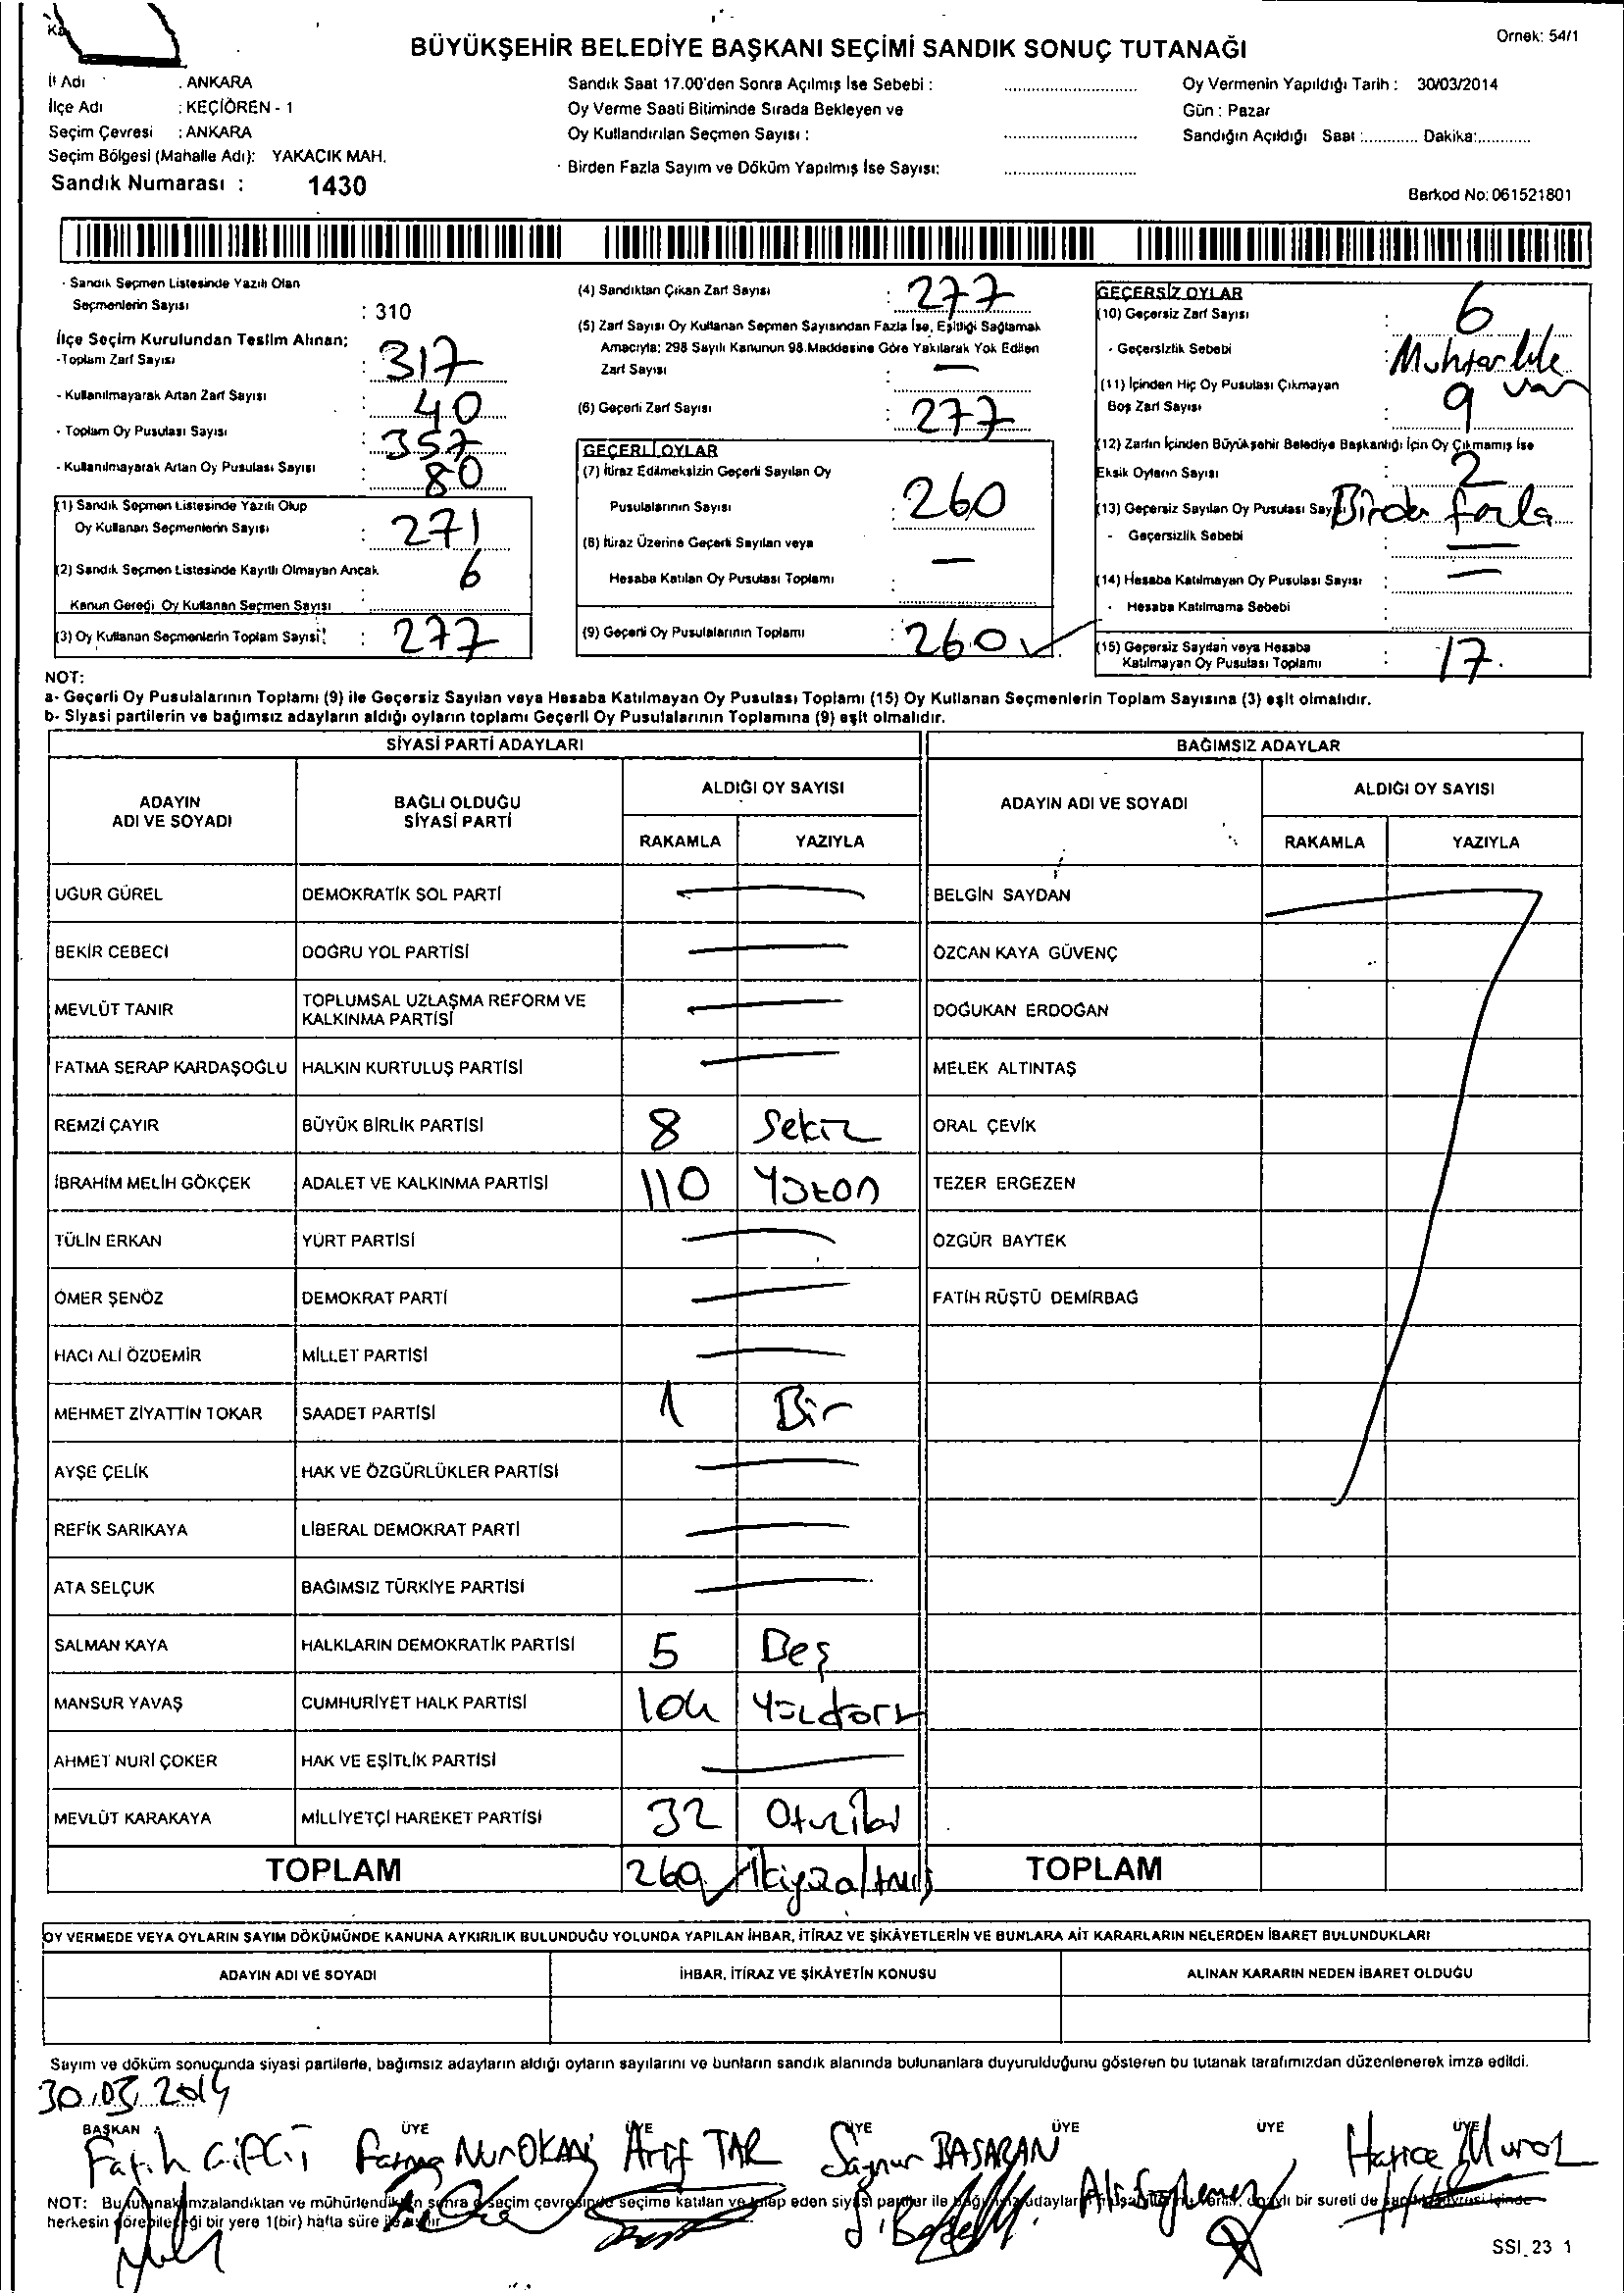 Örnek: 54/1
BÜYÜKŞEHİR BELEDİYE BAŞKANI SEÇİMİ SANDIK SONUÇ TUTANAĞI
İl Adı : ANKARA
İlçe Adı : KEÇİÖREN - 1
Seçim Çevresi : ANKARA
Seçim Bölgesi (Mahalle Adı): YAKACIK MAH.
Sandık Numarası : 1430
Sandık Saat 17.00'den Sonra Açılmış İse Sebebi :
Oy Verme Saati Bitiminde Sırada Bekleyen ve
Oy Kullandırılan Seçmen Sayısı :
Birden Fazla Sayım ve Döküm Yapılmış İse Sayısı:
Oy Vermenin Yapıldığı Tarih : 30/03/2014
Gün : Pazar
Sandığın Açıldığı Saat :............ Dakika:............
Barkod No: 061521801
- Sandık Seçmen Listesinde Yazılı Olan
Seçmenlerin Sayısı : 310
İlçe Seçim Kurulundan Teslim Alınan;
- Toplam Zarf Sayısı : 317
- Kullanılmayarak Artan Zarf Sayısı : 40
- Toplam Oy Pusulası Sayısı : 357
- Kullanılmayarak Artan Oy Pusulası Sayısı : 80
(1) Sandık Seçmen Listesinde Yazılı Olup
Oy Kullanan Seçmenlerin Sayısı : 271
(2) Sandık Seçmen Listesinde Kayıtlı Olmayan Ancak
Kanun Gereği Oy Kullanan Seçmen Sayısı : 6
(3) Oy Kullanan Seçmenlerin Toplam Sayısı : 277
(4) Sandıktan Çıkan Zarf Sayısı : 277
(5) Zarf Sayısı Oy Kullanan Seçmen Sayısından Fazla İse, Eşitliği Sağlamak
Amacıyla; 298 Sayılı Kanunun 98.Maddesine Göre Yakılarak Yok Edilen
Zarf Sayısı : —
(6) Geçerli Zarf Sayısı : 277
GEÇERLİ OYLAR
(7) İtiraz Edilmeksizin Geçerli Sayılan Oy
Pusulalarının Sayısı : 260
(8) İtiraz Üzerine Geçerli Sayılan veya
Hesaba Katılan Oy Pusulası Toplamı : —
(9) Geçerli Oy Pusulalarının Toplamı : 260
GEÇERSİZ OYLAR
(10) Geçersiz Zarf Sayısı : 6
- Geçersizlik Sebebi : Muhtarlık var
(11) İçinden Hiç Oy Pusulası Çıkmayan
Boş Zarf Sayısı : 9
(12) Zarfın İçinden Büyükşehir Belediye Başkanlığı İçin Oy Çıkmamış İse
Eksik Oyların Sayısı : 2
(13) Geçersiz Sayılan Oy Pusulası Birden fazla
- Geçersizlik Sebebi : —
(14) Hesaba Katılmayan Oy Pusulası Sayısı : —
- Hesaba Katılmama Sebebi :
(15) Geçersiz Sayılan veya Hesaba
Katılmayan Oy Pusulası Toplamı : 17
NOT:
a- Geçerli Oy Pusulalarının Toplamı (9) ile Geçersiz Sayılan veya Hesaba Katılmayan Oy Pusulası Toplamı (15) Oy Kullanan Seçmenlerin Toplam Sayısına (3) eşit olmalıdır.
b- Siyasi partilerin ve bağımsız adayların aldığı oyların toplamı Geçerli Oy Pusulalarının Toplamına (9) eşit olmalıdır.
SİYASİ PARTİ ADAYLARI BAĞIMSIZ ADAYLAR
ADAYIN ADI VE SOYADI BAĞLI OLDUĞU SİYASİ PARTİ ALDIĞI OY SAYISI ADAYIN ADI VE SOYADI ALDIĞI OY SAYISI
RAKAMLA YAZIYLA RAKAMLA YAZIYLA
UĞUR GÜREL DEMOKRATİK SOL PARTİ — BELGİN SAYDAN
BEKİR CEBECİ DOĞRU YOL PARTİSİ — ÖZCAN KAYA GÜVENÇ
MEVLÜT TANIR TOPLUMSAL UZLAŞMA REFORM VE KALKINMA PARTİSİ — DOĞUKAN ERDOĞAN
FATMA SERAP KARDAŞOĞLU HALKIN KURTULUŞ PARTİSİ — MELEK ALTINTAŞ
REMZİ ÇAYIR BÜYÜK BİRLİK PARTİSİ 8 Sekiz ORAL ÇEVİK
İBRAHİM MELİH GÖKÇEK ADALET VE KALKINMA PARTİSİ 110 Yüzon TEZER ERGEZEN
TÜLİN ERKAN YURT PARTİSİ — ÖZGÜR BAYTEK
ÖMER ŞENÖZ DEMOKRAT PARTİ — FATİH RÜŞTÜ DEMİRBAĞ
HACI ALİ ÖZDEMİR MİLLET PARTİSİ —
MEHMET ZİYATTİN TOKAR SAADET PARTİSİ 1 Bir
AYŞE ÇELİK HAK VE ÖZGÜRLÜKLER PARTİSİ —
REFİK SARIKAYA LİBERAL DEMOKRAT PARTİ —
ATA SELÇUK BAĞIMSIZ TÜRKİYE PARTİSİ —
SALMAN KAYA HALKLARIN DEMOKRATİK PARTİSİ 5 Beş
MANSUR YAVAŞ CUMHURİYET HALK PARTİSİ 104 Yüzdört
AHMET NURİ ÇOKER HAK VE EŞİTLİK PARTİSİ —
MEVLÜT KARAKAYA MİLLİYETÇİ HAREKET PARTİSİ 32 Otuziki
TOPLAM 260 İkiyüzaltmış TOPLAM
OY VERMEDE VEYA OYLARIN SAYIM DÖKÜMÜNDE KANUNA AYKIRILIK BULUNDUĞU YOLUNDA YAPILAN İHBAR, İTİRAZ VE ŞİKÂYETLERİN VE BUNLARA AİT KARARLARIN NELERDEN İBARET BULUNDUKLARI
ADAYIN ADI VE SOYADI İHBAR, İTİRAZ VE ŞİKÂYETİN KONUSU ALINAN KARARIN NEDEN İBARET OLDUĞU
Sayım ve döküm sonucunda siyasi partilerle, bağımsız adayların aldığı oyların sayılarını ve bunların sandık alanında bulunanlara duyurulduğunu gösteren bu tutanak tarafımızdan düzenlenerek imza edildi.
30.03.2014
BAŞKAN ÜYE ÜYE ÜYE ÜYE ÜYE ÜYE
Fatih Çiftçi Fatma Nur OKAN Arif TAR Saynur BAŞARAN Ali Hatice
NOT: Bu tutanak imzalandıktan ve mühürlendikten sonra o seçim çevresinde seçime katılan ve talep eden siyasi partiler ile bağımsız adayların onaylı bir sureti de
herkesin görebileceği bir yere 1(bir) hafta süre ile asılır
SSI_23 1